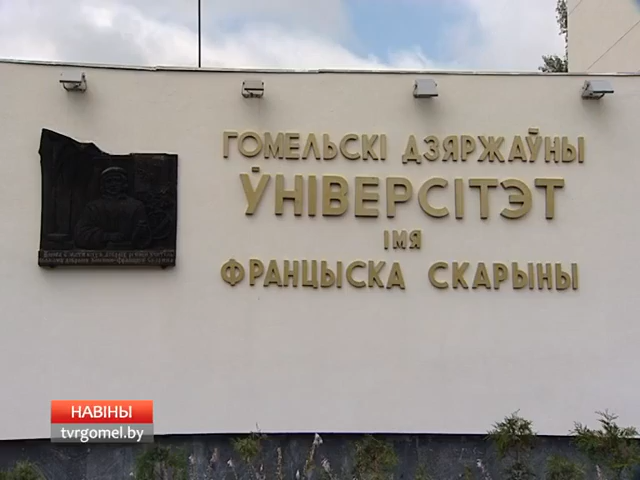 ГОМЕЛЬСКІ ДЗЯРЖАЎНЫ
ЎНІВЕРСІТЭТ
ІМЯ
ФРАНЦЫСКА СКАРЫНЫ
НАВІНЫ
tvrgomel.by